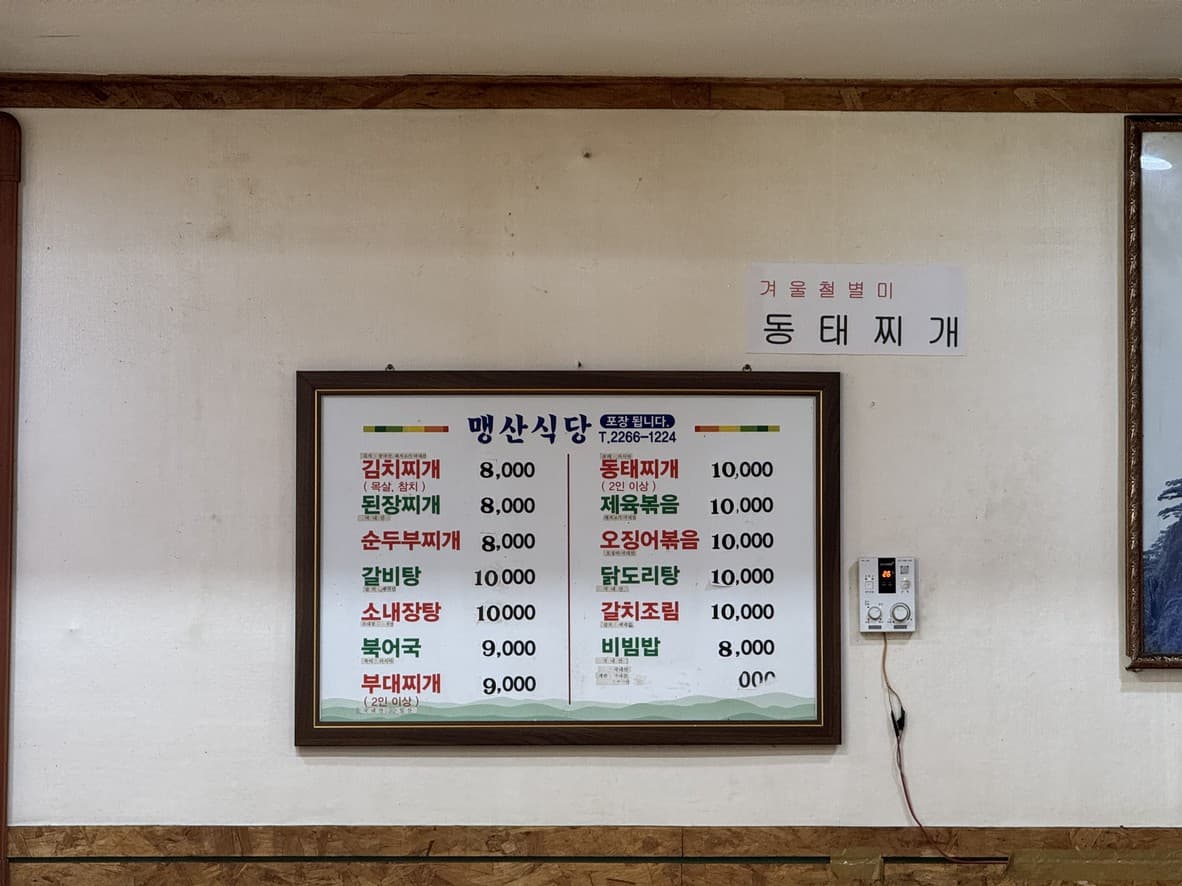 겨울철별미
동태찌개
맹산식당 포장 됩니다. T.2266-1224
김치찌개 8,000
( 목살, 참치 )
된장찌개 8,000
순두부찌개 8,000
갈비탕 10000
소내장탕 10000
북어국 9,000
부대찌개 9,000
( 2인 이상 )
동태찌개 10,000
( 2인 이상 )
제육볶음 10,000
오징어볶음 10,000
닭도리탕 10,000
갈치조림 10,000
비빔밥 8,000
000
26